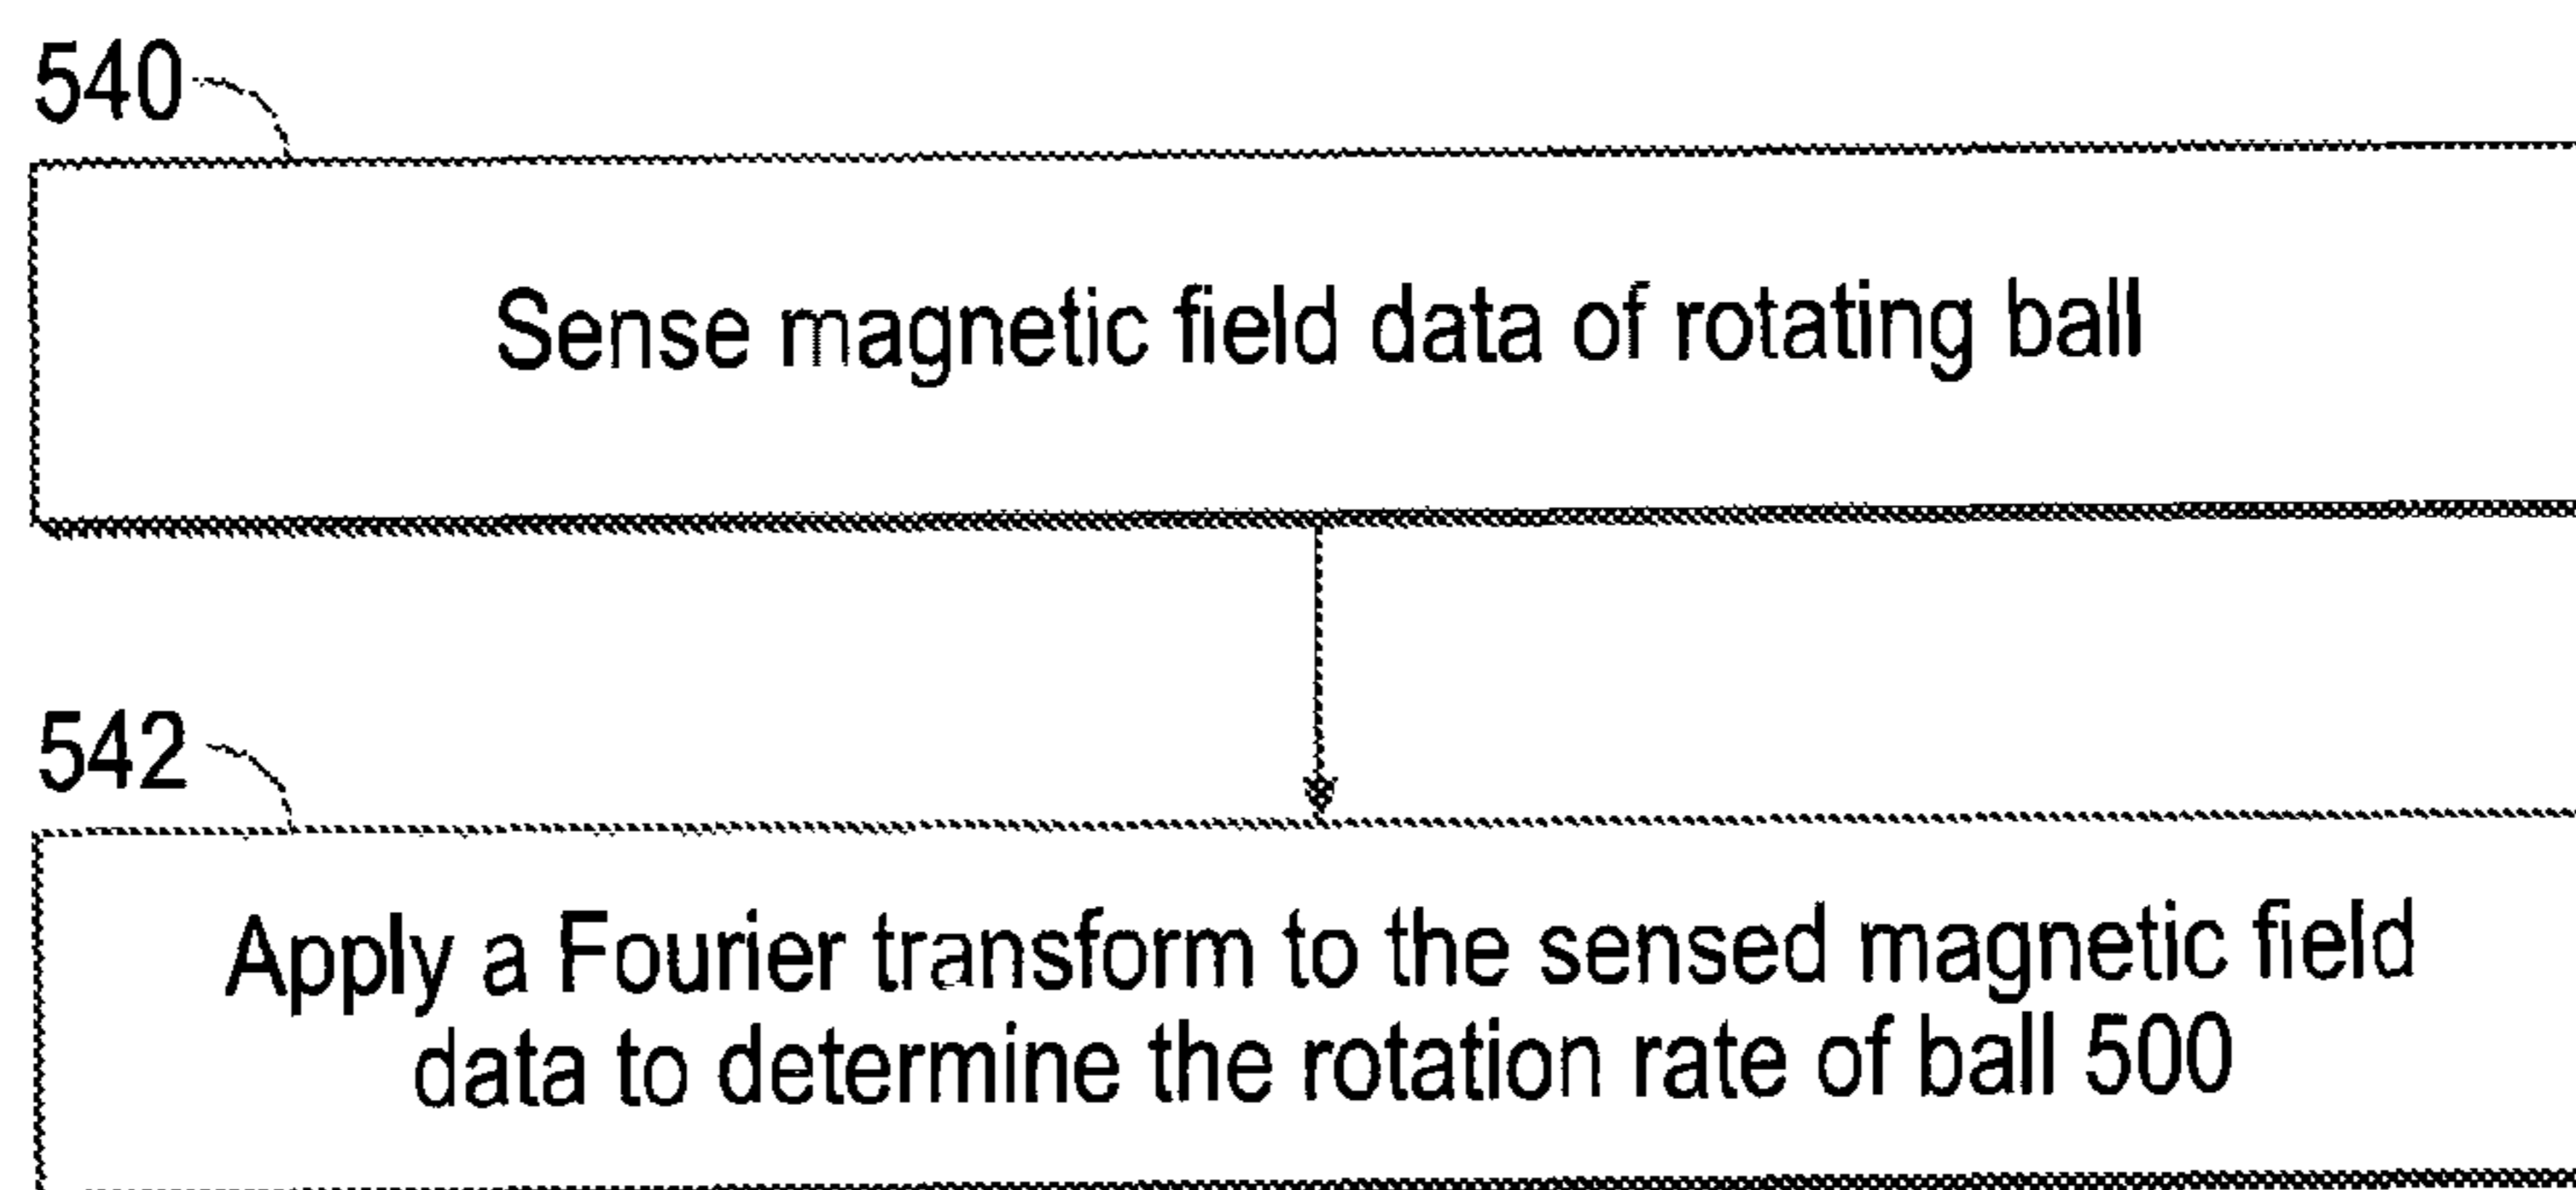 540
Sense magnetic field data of rotating ball
542
Apply a Fourier transform to the sensed magnetic field
data to determine the rotation rate of ball 500